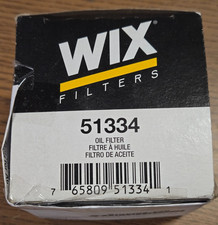 WIX
FILTERS
51334
OIL FILTER
FILTRE À HUILE
FILTRO DE ACEITE
7 65809 51334 1